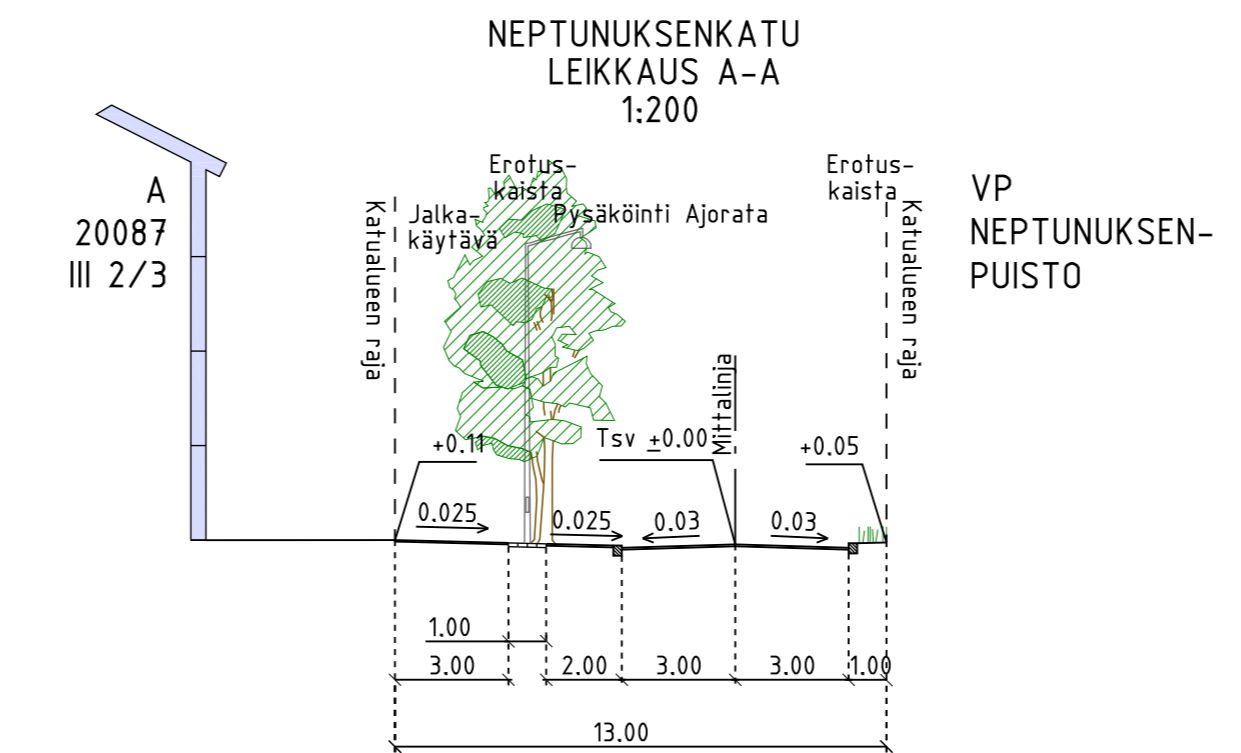 NEPTUNUKSENKATU
LEIKKAUS A-A
1:200
A
20087
III 2/3
Katualueen raja
Jalka-
käytävä
Erotus-
kaista
Pysäköinti Ajorata
Erotus-
kaista
Katualueen raja
VP
NEPTUNUKSEN-
PUISTO
Mittalinja
+0.11
Tsv ±0.00
+0.05
0.025
0.025
0.03
0.03
1.00
3.00
2.00
3.00
3.00
1.00
13.00